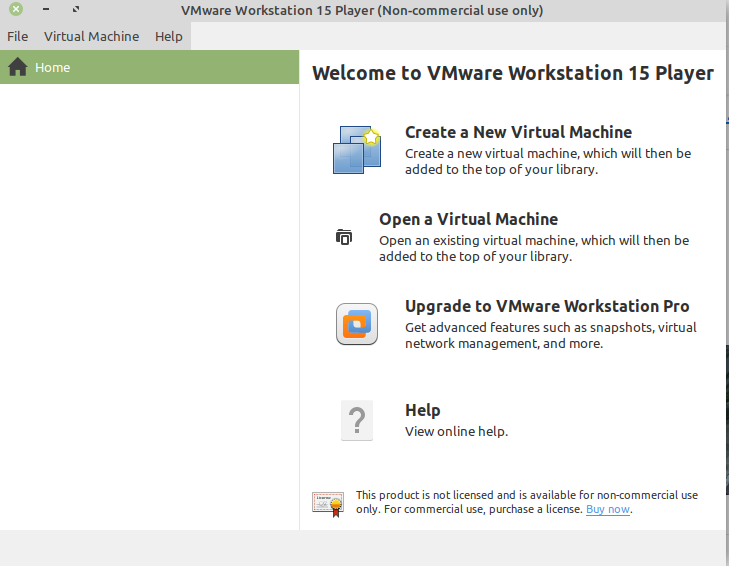 VMware Workstation 15 Player (Non-commercial use only)
File Virtual Machine Help
Home
Welcome to VMware Workstation 15 Player
Create a New Virtual Machine
Create a new virtual machine, which will then be
added to the top of your library.
Open a Virtual Machine
Open an existing virtual machine, which will then be
added to the top of your library.
Upgrade to VMware Workstation Pro
Get advanced features such as snapshots, virtual
network management, and more.
?
Help
View online help.
License
This product is not licensed and is available for non-commercial use
only. For commercial use, purchase a license. Buy now.